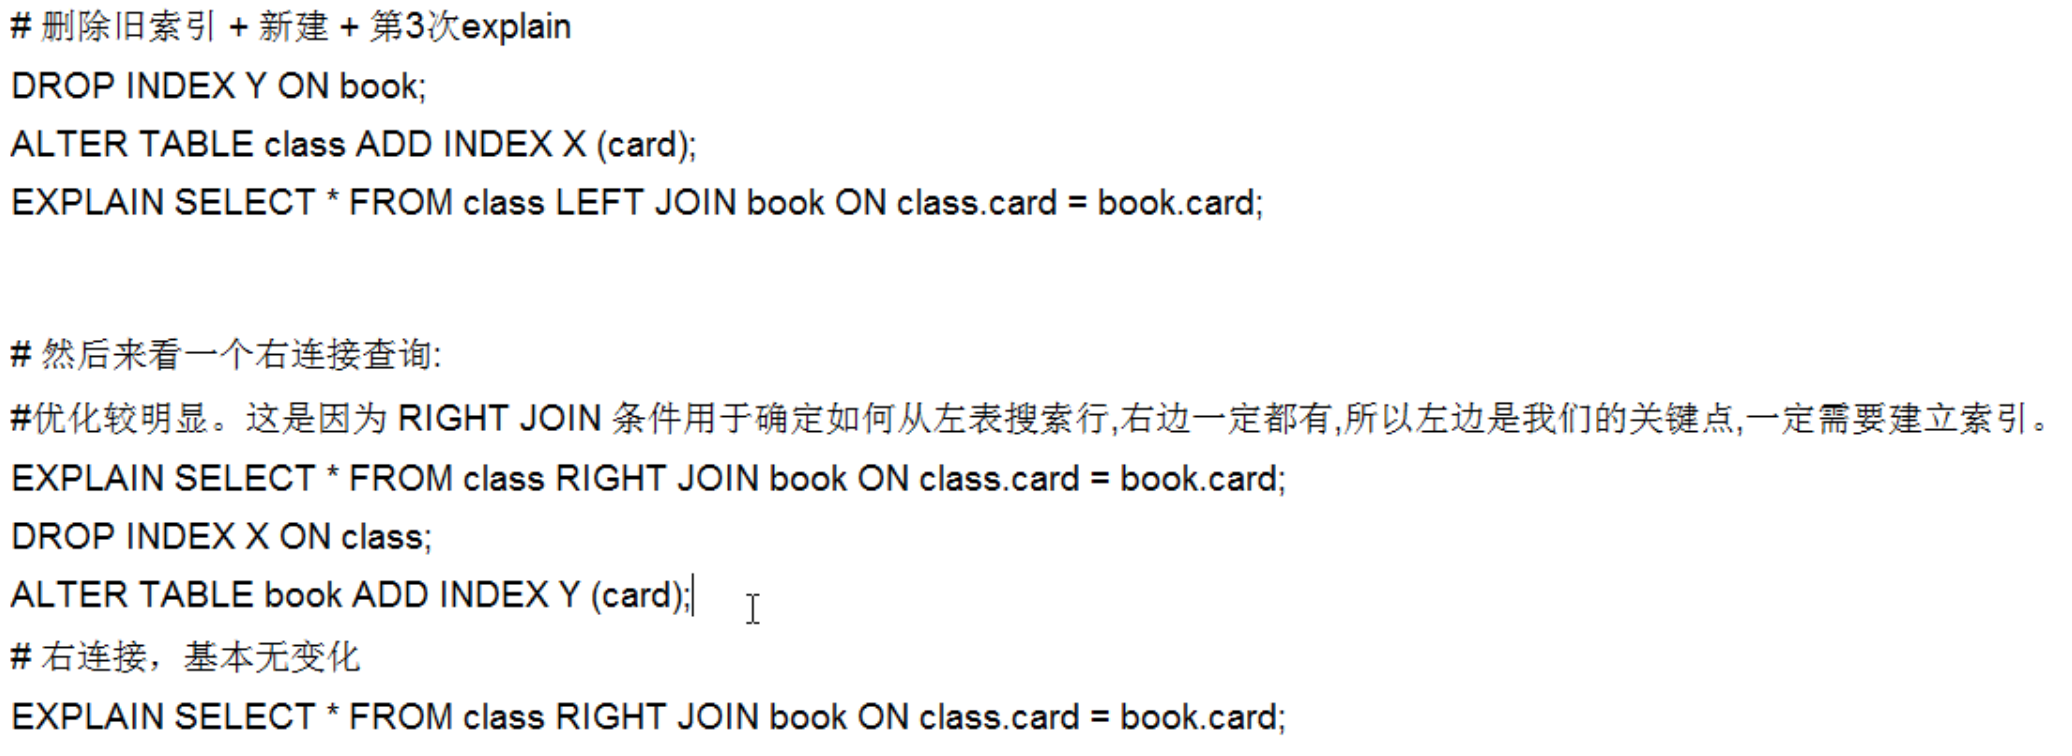 # 删除旧索引 + 新建 + 第3次explain
DROP INDEX Y ON book;
ALTER TABLE class ADD INDEX X (card);
EXPLAIN SELECT * FROM class LEFT JOIN book ON class.card = book.card;
# 然后来看一个右连接查询:
#优化较明显。这是因为 RIGHT JOIN 条件用于确定如何从左表搜索行,右边一定都有,所以左边是我们的关键点,一定需要建立索引。
EXPLAIN SELECT * FROM class RIGHT JOIN book ON class.card = book.card;
DROP INDEX X ON class;
ALTER TABLE book ADD INDEX Y (card);
# 右连接，基本无变化
EXPLAIN SELECT * FROM class RIGHT JOIN book ON class.card = book.card;